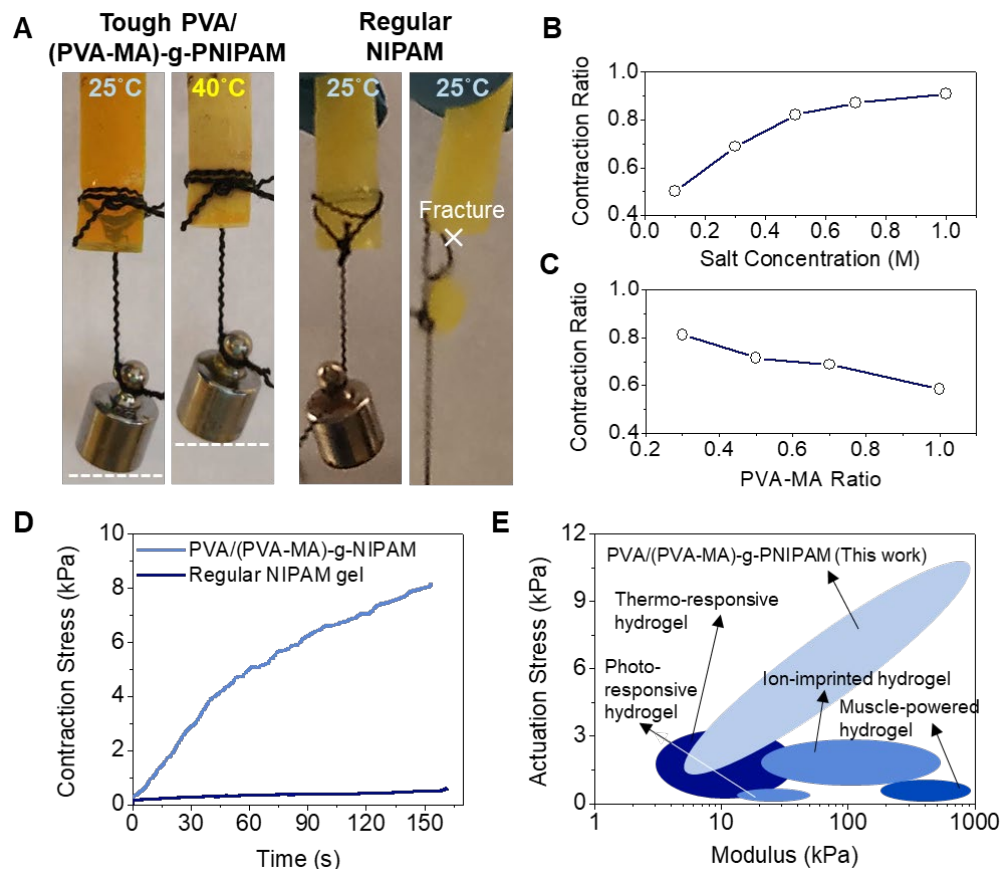 A
Tough PVA/
(PVA-MA)-g-PNIPAM
Regular
NIPAM
25˚C
40˚C
25˚C
25˚C
Fracture
B
Contraction Ratio
1.0
0.8
0.6
0.4
0.0
0.2
0.4
0.6
0.8
1.0
Salt Concentration (M)
C
Contraction Ratio
1.0
0.8
0.6
0.4
0.2
0.4
0.6
0.8
1.0
PVA-MA Ratio
D
Contraction Stress (kPa)
10
8
6
4
2
0
PVA/(PVA-MA)-g-NIPAM
Regular NIPAM gel
0
30
60
90
120
150
Time (s)
E
Actuation Stress (kPa)
12
9
6
3
0
PVA/(PVA-MA)-g-PNIPAM (This work)
Thermo-responsive
hydrogel
Photo-
responsive
hydrogel
Ion-imprinted hydrogel
Muscle-powered
hydrogel
1
10
100
1000
Modulus (kPa)